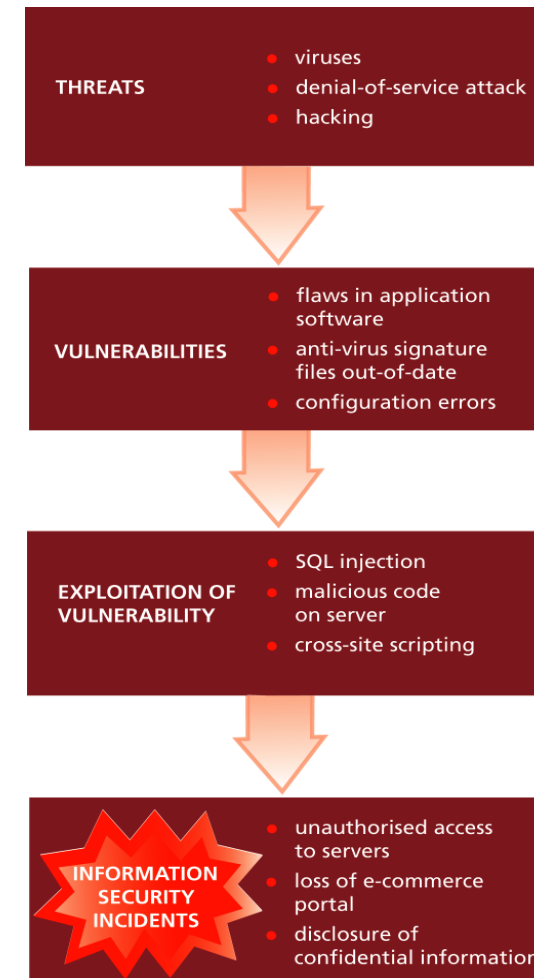 THREATS
• viruses
• denial-of-service attack
• hacking
VULNERABILITIES
• flaws in application
software
• anti-virus signature
files out-of-date
• configuration errors
EXPLOITATION OF
VULNERABILITY
• SQL injection
• malicious code
on server
• cross-site scripting
INFORMATION
SECURITY
INCIDENTS
• unauthorised access
to servers
• loss of e-commerce
portal
• disclosure of
confidential information